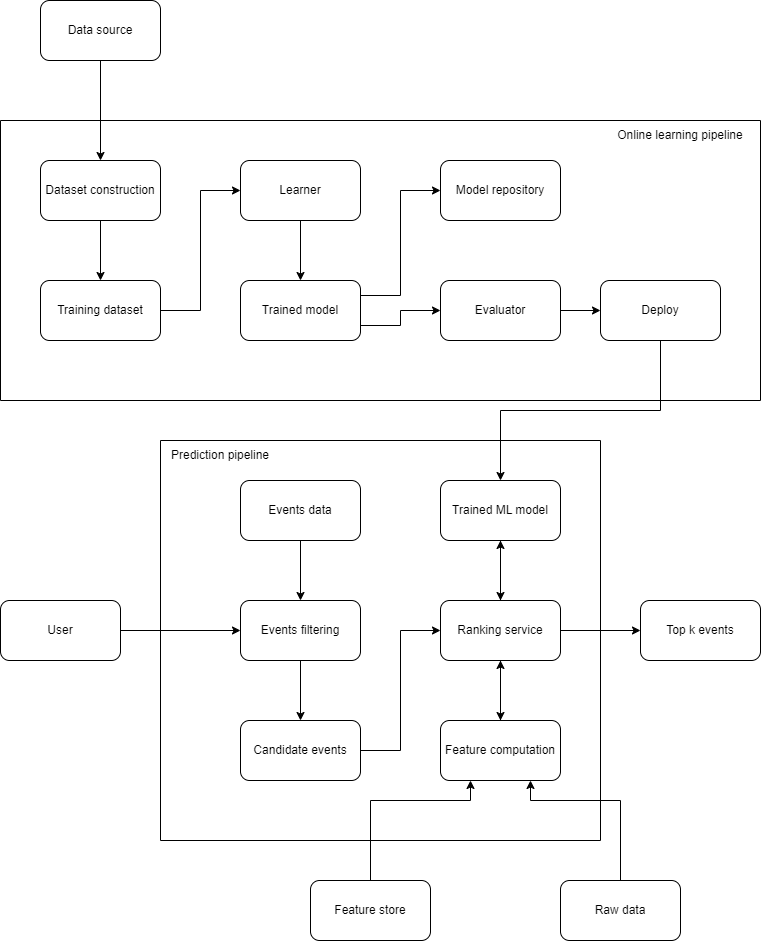 Data source
Online learning pipeline
Dataset construction
Learner
Model repository
Training dataset
Trained model
Evaluator
Deploy
Prediction pipeline
Events data
Trained ML model
User
Events filtering
Ranking service
Top k events
Candidate events
Feature computation
Feature store
Raw data